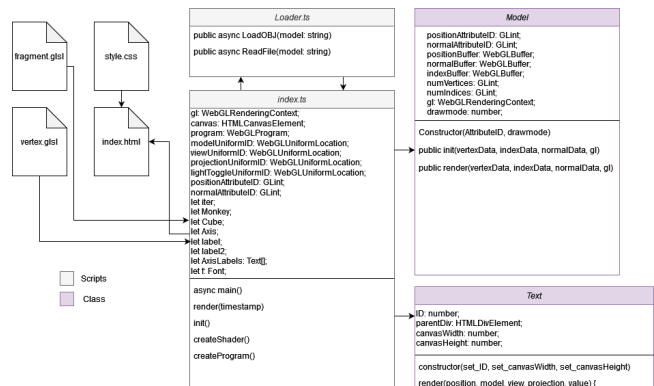 fragment.glsl
style.css
vertex.glsl
index.html
Scripts
Class
Loader.ts
public async LoadOBJ(model: string)
public async ReadFile(model: string)
index.ts
gl: WebGLRenderingContext;
canvas: HTMLCanvasElement;
program: WebGLProgram;
modelUniformID: WebGLUniformLocation;
viewUniformID: WebGLUniformLocation;
projectionUniformID: WebGLUniformLocation;
lightToggleUniformID: WebGLUniformLocation;
positionAttributeID: GLint;
normalAttributeID: GLint;
let iter;
let Monkey;
let Cube;
let Axis;
let label;
let label2;
let AxisLabels: Text[];
let f: Font;
async main()
render(timestamp)
init()
createShader()
createProgram()
Model
positionAttributeID: GLint;
normalAttributeID: GLint;
positionBuffer: WebGLBuffer;
normalBuffer: WebGLBuffer;
indexBuffer: WebGLBuffer;
numVertices: GLint;
numIndices: GLint;
gl: WebGLRenderingContext;
drawmode: number;
Constructor(AttributeID, drawmode)
public init(vertexData, indexData, normalData, gl)
public render(vertexData, indexData, normalData, gl)
Text
ID: number;
parentDiv: HTMLDivElement;
canvasWidth: number;
canvasHeight: number;
constructor(set_ID, set_canvasWidth, set_canvasHeight)
render(position, model, view, projection, value) {